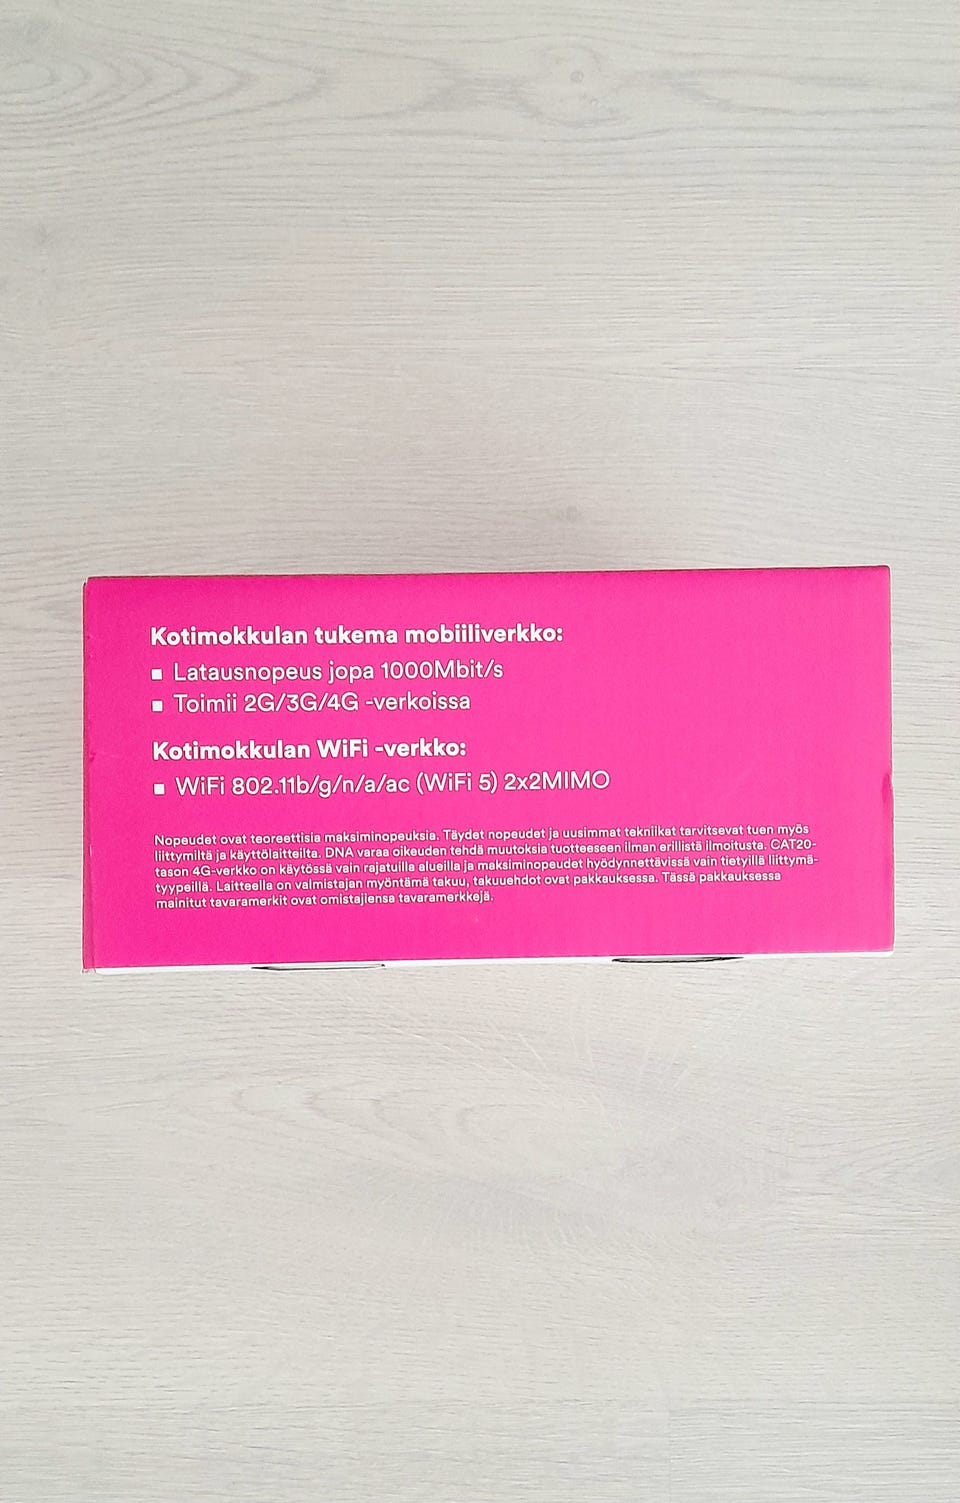 Kotimokkulan tukema mobiiliverkko:
▪ Latausnopeus jopa 1000Mbit/s
▪ Toimii 2G/3G/4G -verkoissa
Kotimokkulan WiFi -verkko:
▪ WiFi 802.11b/g/n/a/ac (WiFi 5) 2x2MIMO
Nopeudet ovat teoreettisia maksiminopeuksia. Täydet nopeudet ja uusimmat tekniikat tarvitsevat tuen myös
liittymiltä ja käyttölaitteilta. DNA varaa oikeuden tehdä muutoksia tuotteeseen ilman erillistä ilmoitusta. CAT20-
tason 4G-verkko on käytössä vain rajatuilla alueilla ja maksiminopeudet hyödynnettävissä vain tietyillä liittymä-
tyypeillä. Laitteella on valmistajan myöntämä takuu, takuuehdot ovat pakkauksessa. Tässä pakkauksessa
mainitut tavaramerkit ovat omistajiensa tavaramerkkejä.